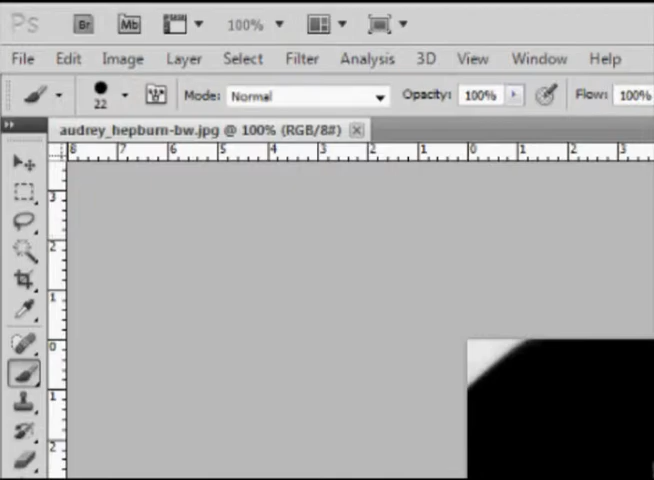 Ps Br Mb 100%
File Edit Image Layer Select Filter Analysis 3D View Window Help
22 Mode: Normal Opacity: 100% Flow: 100%
audrey_hepburn-bw.jpg @ 100% (RGB/8#)
8 7 6 5 4 3 2 1 0 1 2 3
3
2
1
0
1
2